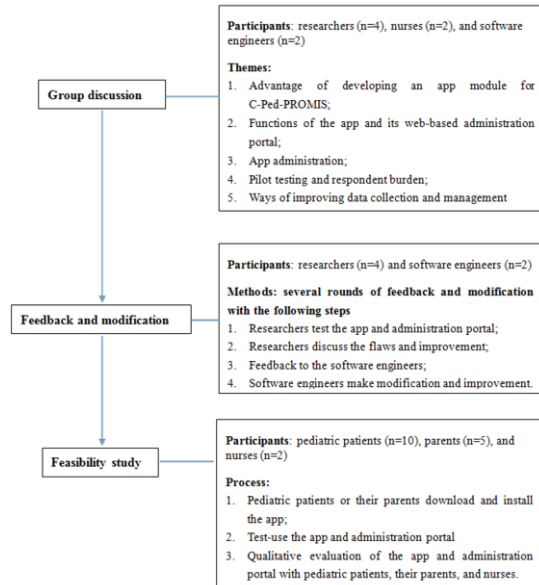 Participants: researchers (n=4), nurses (n=2), and software
engineers (n=2)
Themes:
1. Advantage of developing an app module for
C-Ped-PROMIS;
2. Functions of the app and its web-based administration
portal;
3. App administration;
4. Pilot testing and respondent burden;
5. Ways of improving data collection and management
Group discussion
Participants: researchers (n=4) and software engineers (n=2)
Methods: several rounds of feedback and modification
with the following steps
1. Researchers test the app and administration portal;
2. Researchers discuss the flaws and improvement;
3. Feedback to the software engineers;
4. Software engineers make modification and improvement.
Feedback and modification
Participants: pediatric patients (n=10), parents (n=5), and
nurses (n=2)
Process:
1. Pediatric patients or their parents download and install
the app;
2. Test-use the app and administration portal
3. Qualitative evaluation of the app and administration
portal with pediatric patients, their parents, and nurses.
Feasibility study